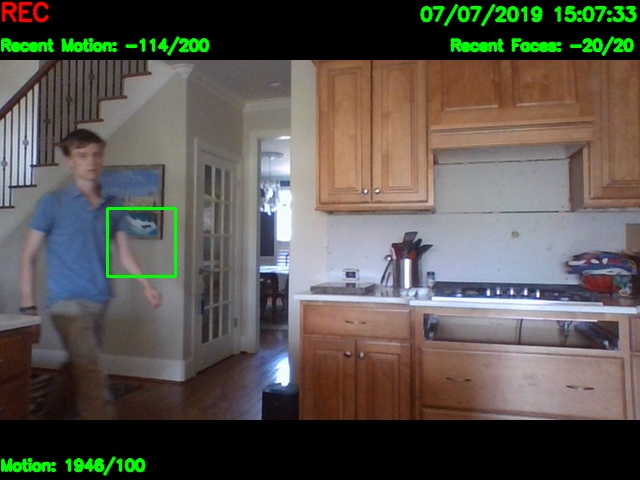 REC
07/07/2019 15:07:33
Recent Motion: -114/200
Recent Faces: -20/20
Motion: 1946/100